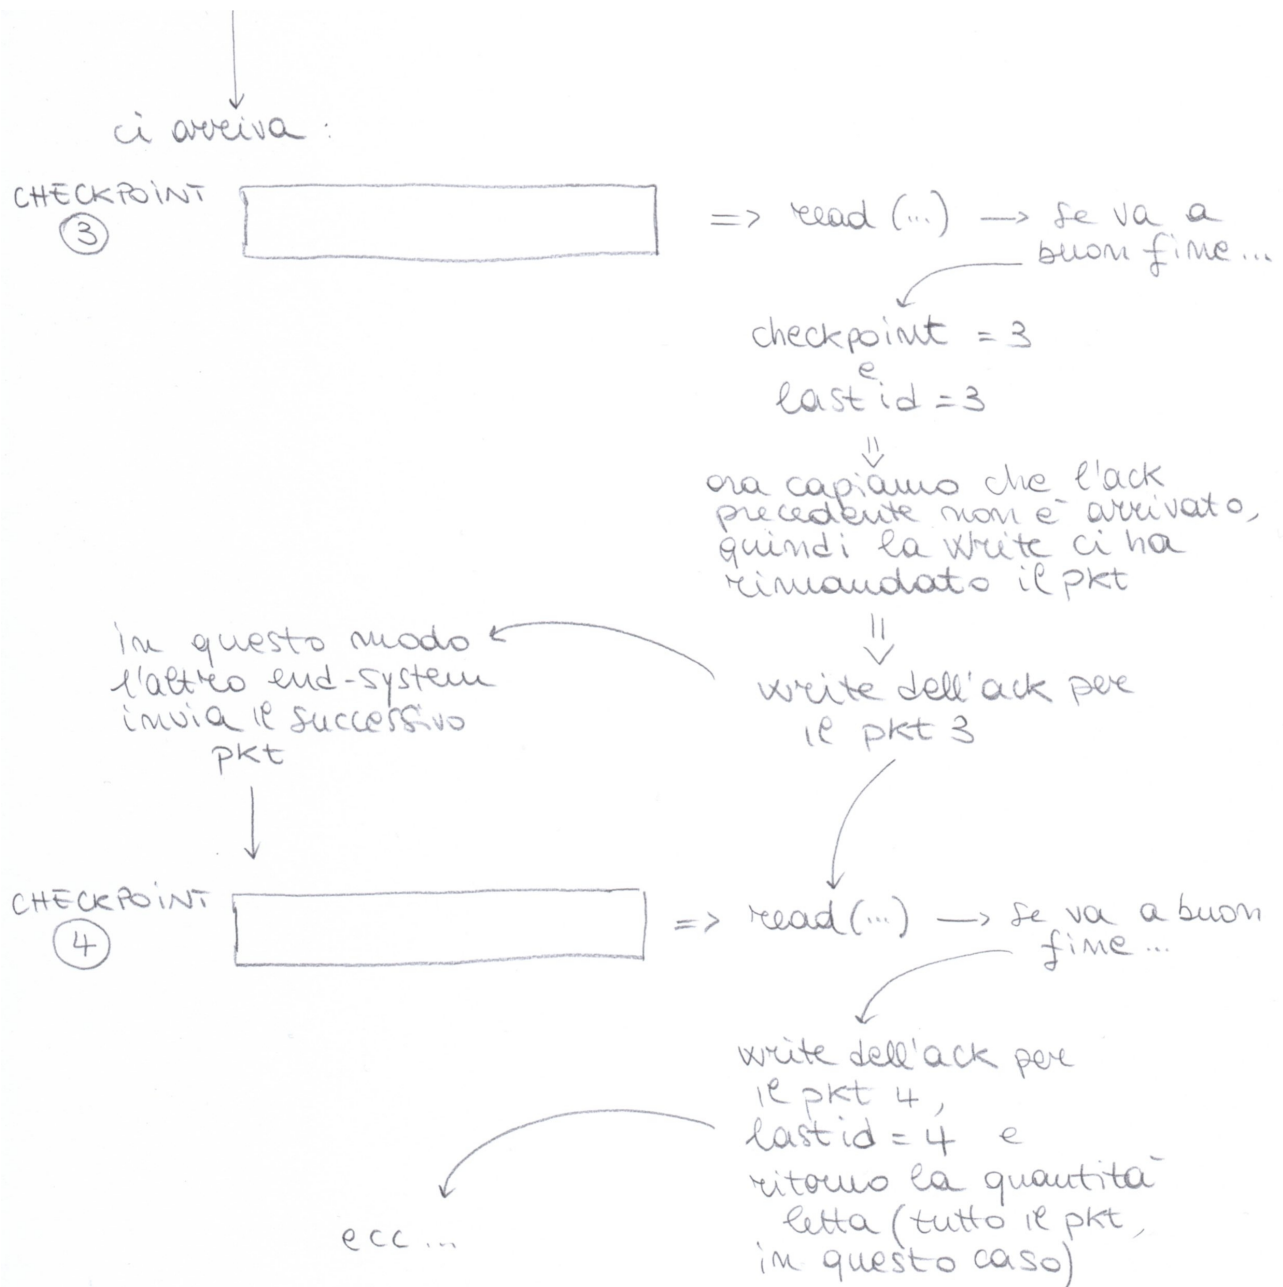 ci arriva :
CHECKPOINT
3
=> read (...) → se va a
buon fine...
checkpoint = 3
e
last id = 3
⇓
ora capiamo che l'ack
precedente non è arrivato,
quindi la write ci ha
rimandato il pkt
⇓
write dell'ack per
il pkt 3
in questo modo
l'altro end-system
invia il successivo
pkt
CHECKPOINT
4
=> read (...) → se va a buon
fine...
write dell'ack per
il pkt 4,
last id = 4 e
ritorno la quantità
letta (tutto il pkt,
in questo caso)
ecc...